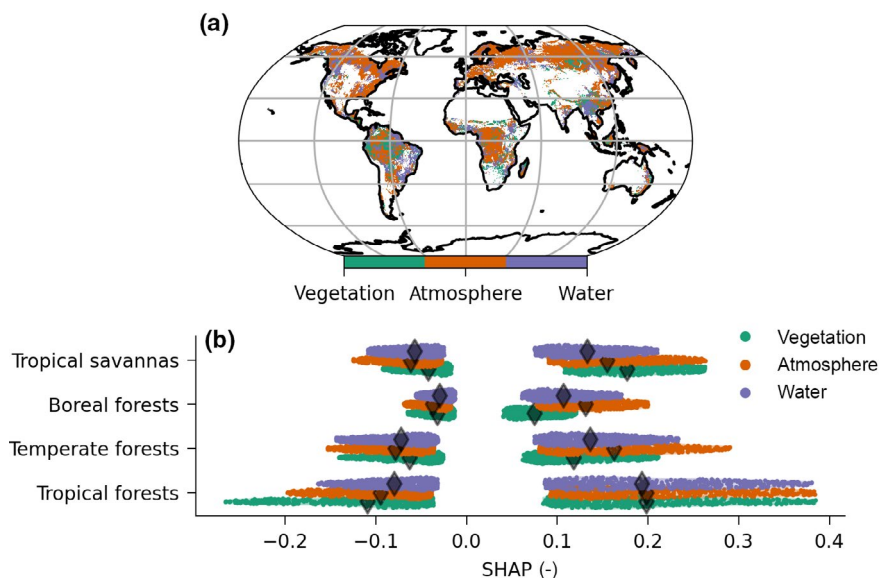 (a)
Vegetation Atmosphere Water
(b)
Vegetation
Atmosphere
Water
Tropical savannas
Boreal forests
Temperate forests
Tropical forests
−0.2 −0.1 0.0 0.1 0.2 0.3 0.4
SHAP (-)